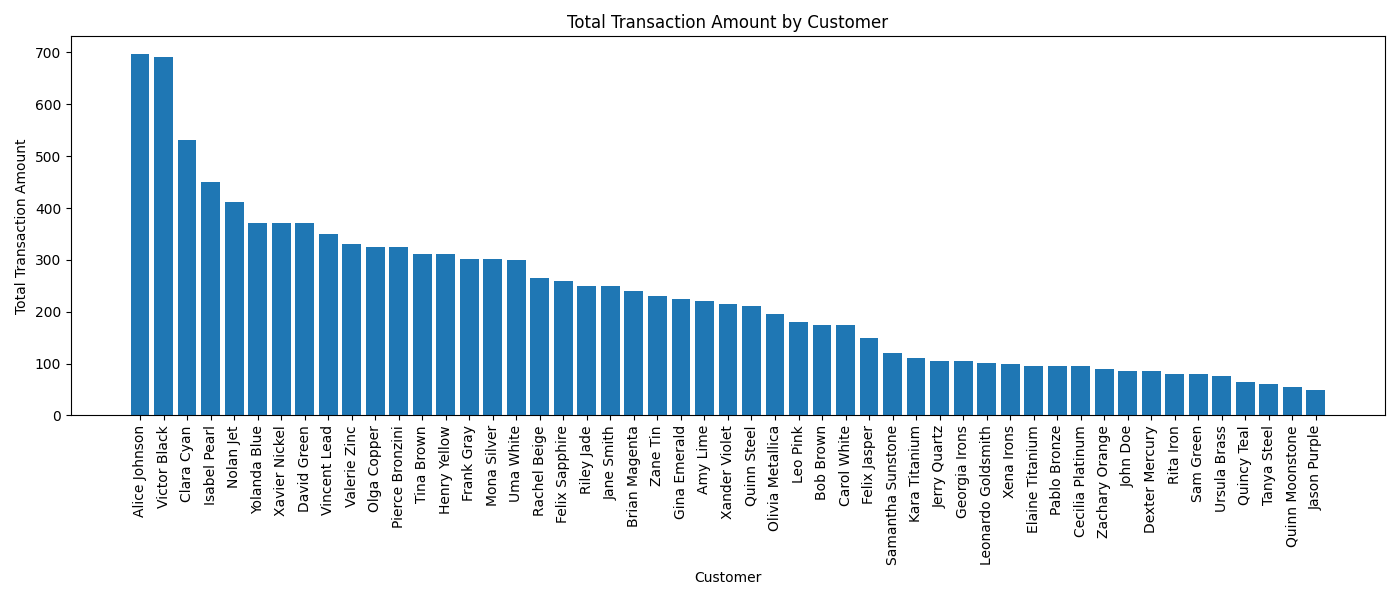 Total Transaction Amount by Customer
Total Transaction Amount
700
600
500
400
300
200
100
0
Alice Johnson
Victor Black
Clara Cyan
Isabel Pearl
Nolan Jet
Yolanda Blue
Xavier Nickel
David Green
Vincent Lead
Valerie Zinc
Olga Copper
Pierce Bronzini
Tina Brown
Henry Yellow
Frank Gray
Mona Silver
Uma White
Rachel Beige
Felix Sapphire
Riley Jade
Jane Smith
Brian Magenta
Zane Tin
Gina Emerald
Amy Lime
Xander Violet
Quinn Steel
Olivia Metallica
Leo Pink
Bob Brown
Carol White
Felix Jasper
Samantha Sunstone
Kara Titanium
Jerry Quartz
Georgia Irons
Leonardo Goldsmith
Xena Irons
Elaine Titanium
Pablo Bronze
Cecilia Platinum
Zachary Orange
John Doe
Dexter Mercury
Rita Iron
Sam Green
Ursula Brass
Quincy Teal
Tanya Steel
Quinn Moonstone
Jason Purple
Customer